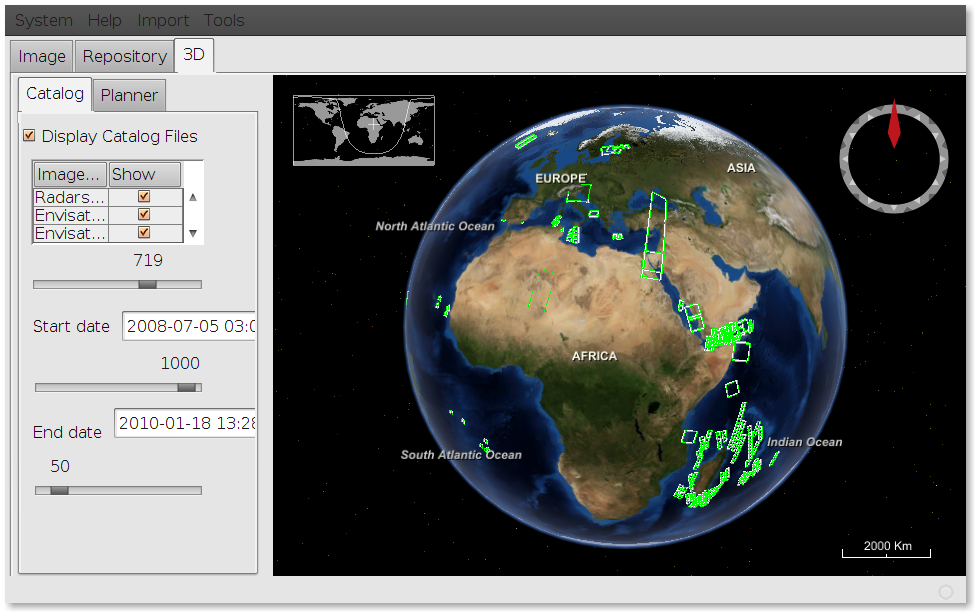 System Help Import Tools
Image Repository 3D
Catalog Planner
Display Catalog Files
Image... Show
Radars...
Envisat...
Envisat...
719
Start date 2008-07-05 03:0
1000
End date 2010-01-18 13:28
50
EUROPE
ASIA
North Atlantic Ocean
AFRICA
South Atlantic Ocean
Indian Ocean
2000 Km